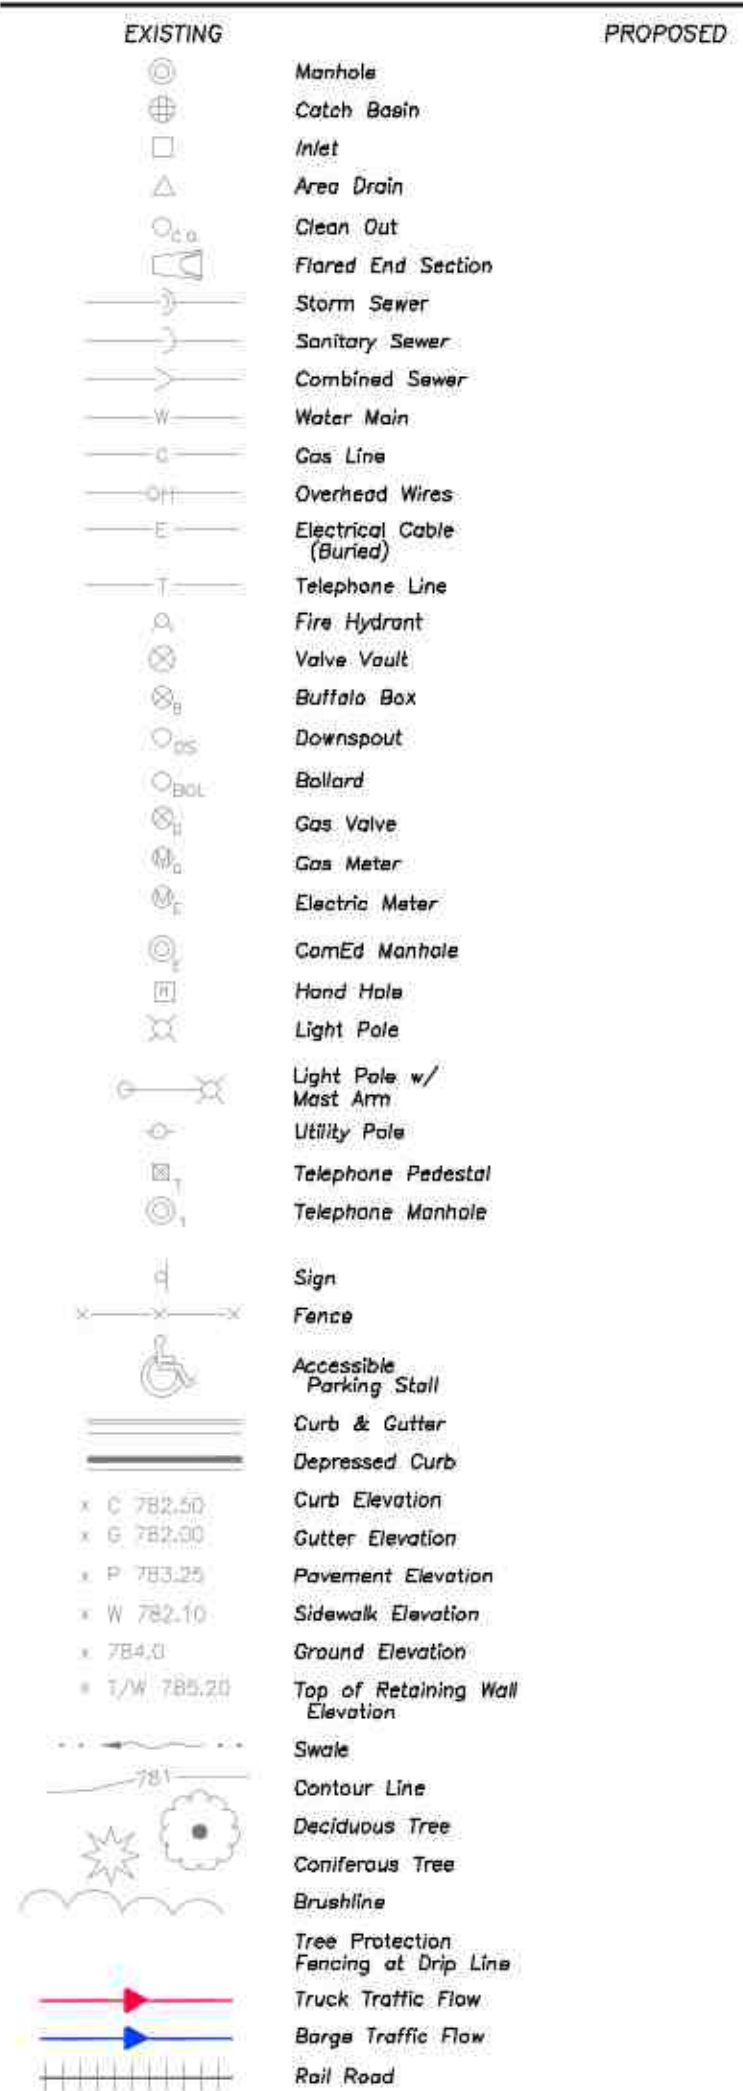 EXISTING PROPOSED
Manhole
Catch Basin
Inlet
Area Drain
C.O. Clean Out
Flared End Section
Storm Sewer
Sanitary Sewer
Combined Sewer
W Water Main
G Gas Line
OH Overhead Wires
E Electrical Cable
(Buried)
T Telephone Line
Fire Hydrant
Valve Vault
B Buffalo Box
DS Downspout
BOL Bollard
Gas Valve
M G Gas Meter
M E Electric Meter
E ComEd Manhole
H Hand Hole
Light Pole
Light Pole w/
Mast Arm
Utility Pole
T Telephone Pedestal
T Telephone Manhole
Sign
Fence
Accessible
Parking Stall
Curb & Gutter
Depressed Curb
x C 782.50 Curb Elevation
x G 782.00 Gutter Elevation
x P 783.25 Pavement Elevation
x W 782.10 Sidewalk Elevation
x 784.0 Ground Elevation
x T/W 785.20 Top of Retaining Wall
Elevation
Swale
781 Contour Line
Deciduous Tree
Coniferous Tree
Brushline
Tree Protection
Fencing at Drip Line
Truck Traffic Flow
Barge Traffic Flow
Rail Road